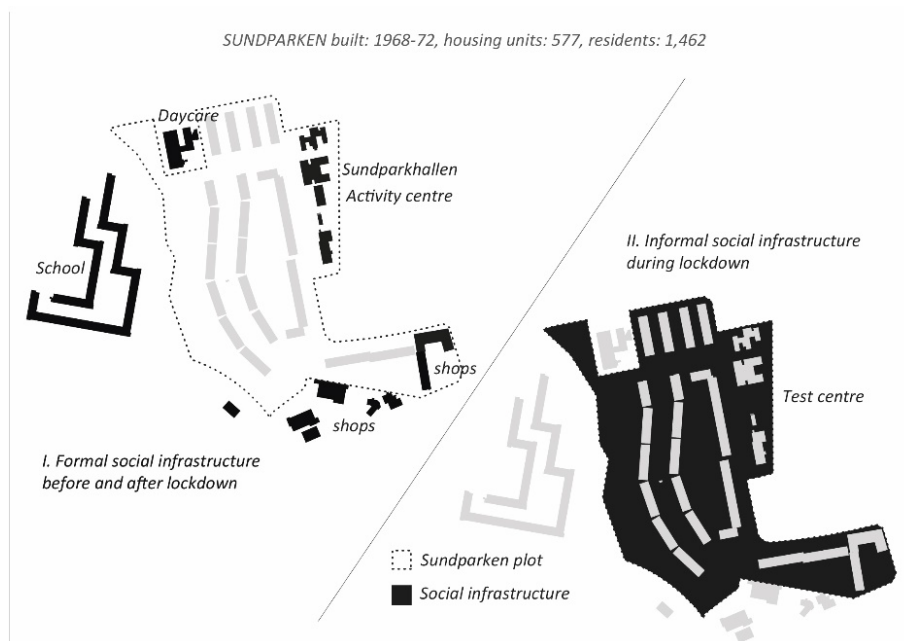 SUNDPARKEN built: 1968-72, housing units: 577, residents: 1,462
Daycare
Sundparkhallen
Activity centre
School
shops
shops
I. Formal social infrastructure
before and after lockdown
II. Informal social infrastructure
during lockdown
Test centre
Sundparken plot
Social infrastructure